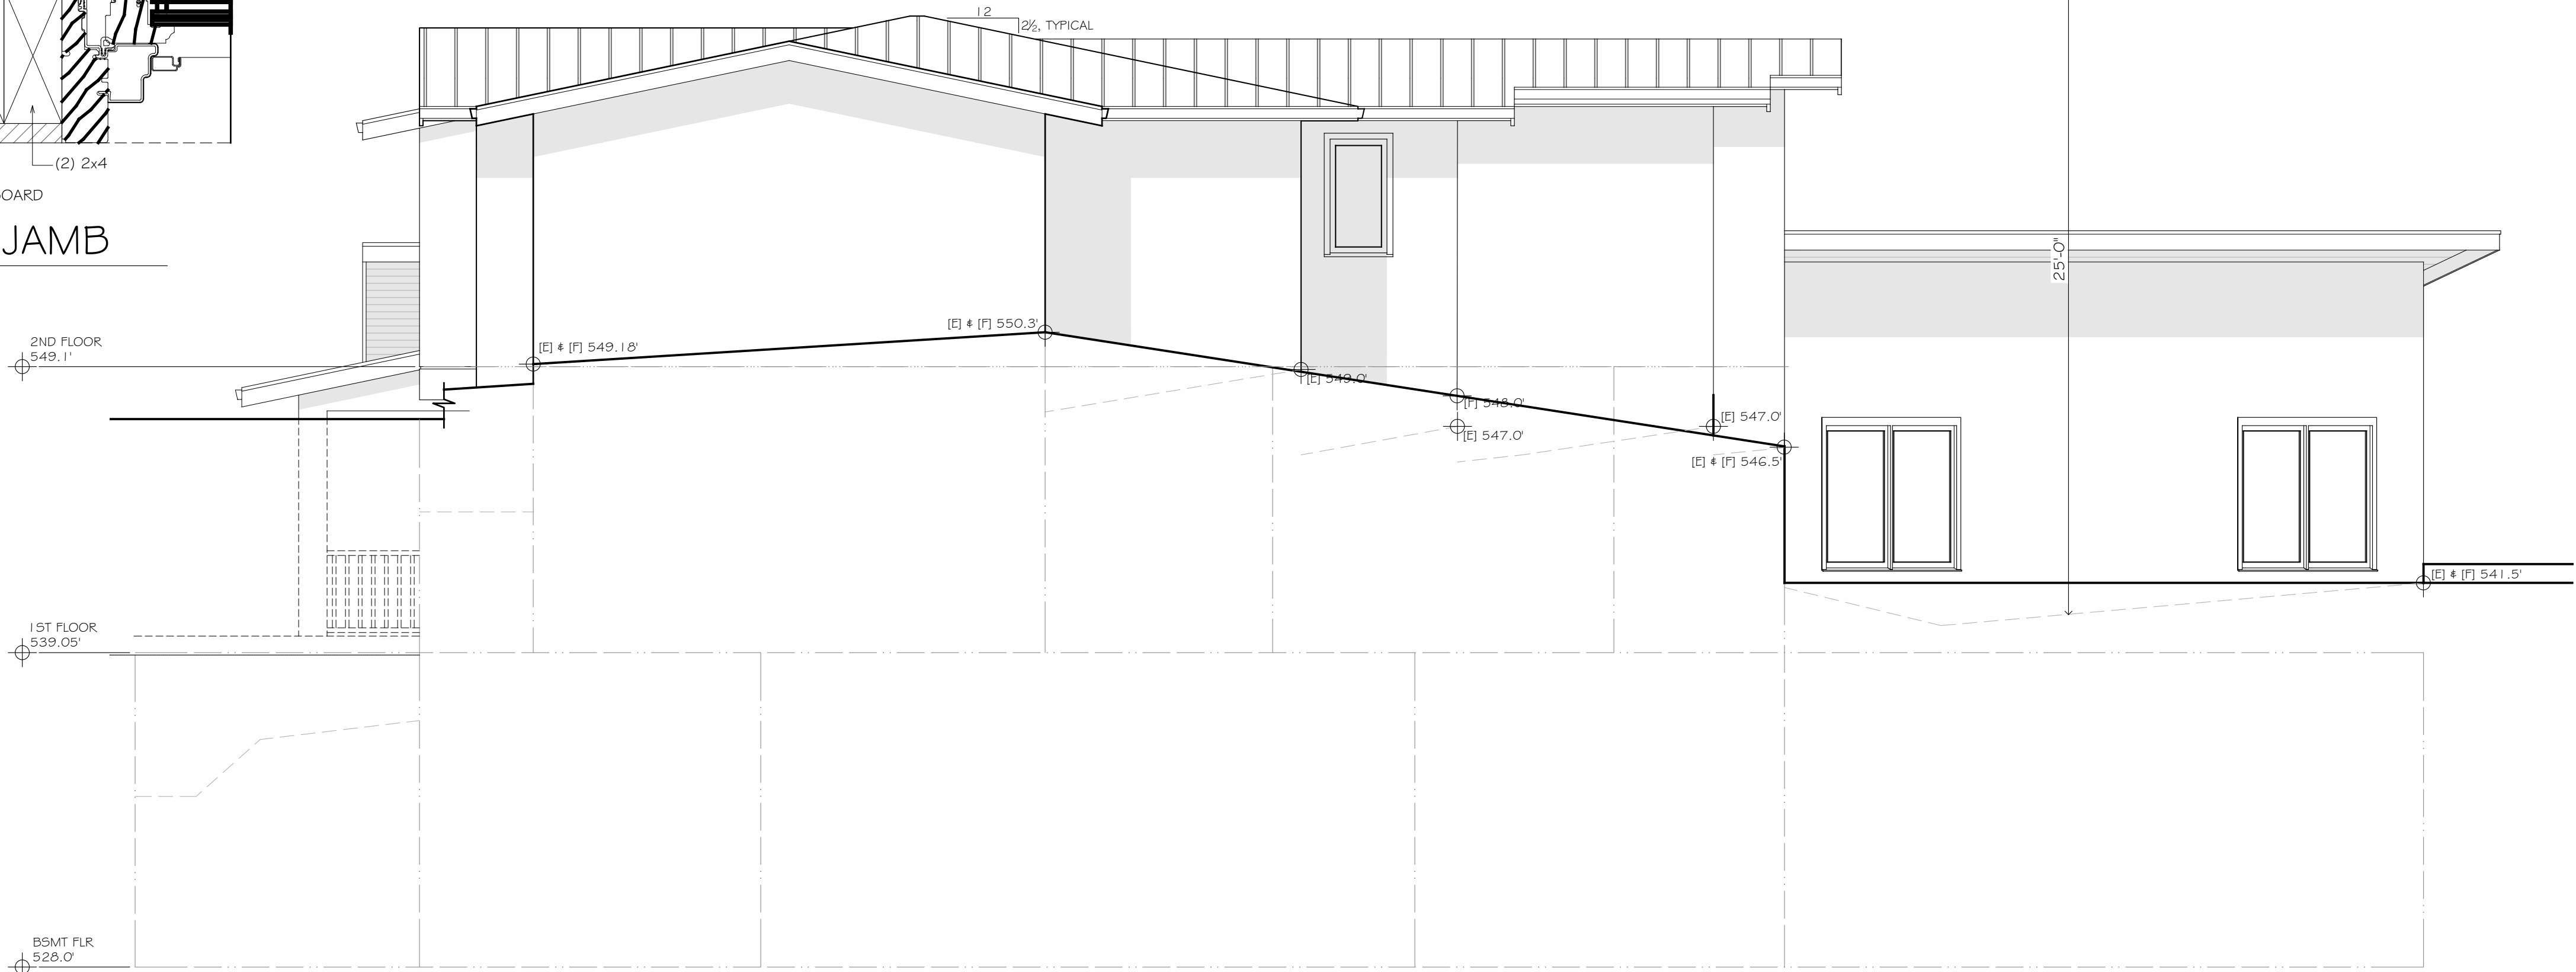 12
2½, TYPICAL
(2) 2x4
OARD
JAMB
25'-0"
[E] & [F] 550.3'
2ND FLOOR
549.1'
[E] & [F] 549.18'
[E] 549.0'
[F] 548.0'
[E] 547.0'
[E] 547.0'
[E] & [F] 546.5'
[E] & [F] 541.5'
1ST FLOOR
539.05'
BSMT FLR
528.0'